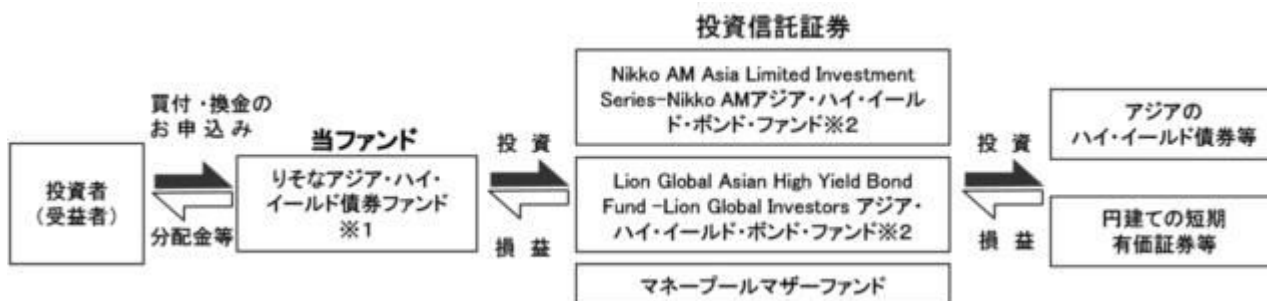 投資信託証券
買付・換金の
お申込み
投資者
(受益者)
分配金等
当ファンド
りそなアジア・ハイ・
イールド債券ファンド
※1
投資
損益
Nikko AM Asia Limited Investment
Series-Nikko AMアジア・ハイ・イール
ド・ボンド・ファンド※2
Lion Global Asian High Yield Bond
Fund -Lion Global Investors アジア・
ハイ・イールド・ボンド・ファンド※2
マネープールマザーファンド
投資
損益
アジアの
ハイ・イールド債券等
円建ての短期
有価証券等